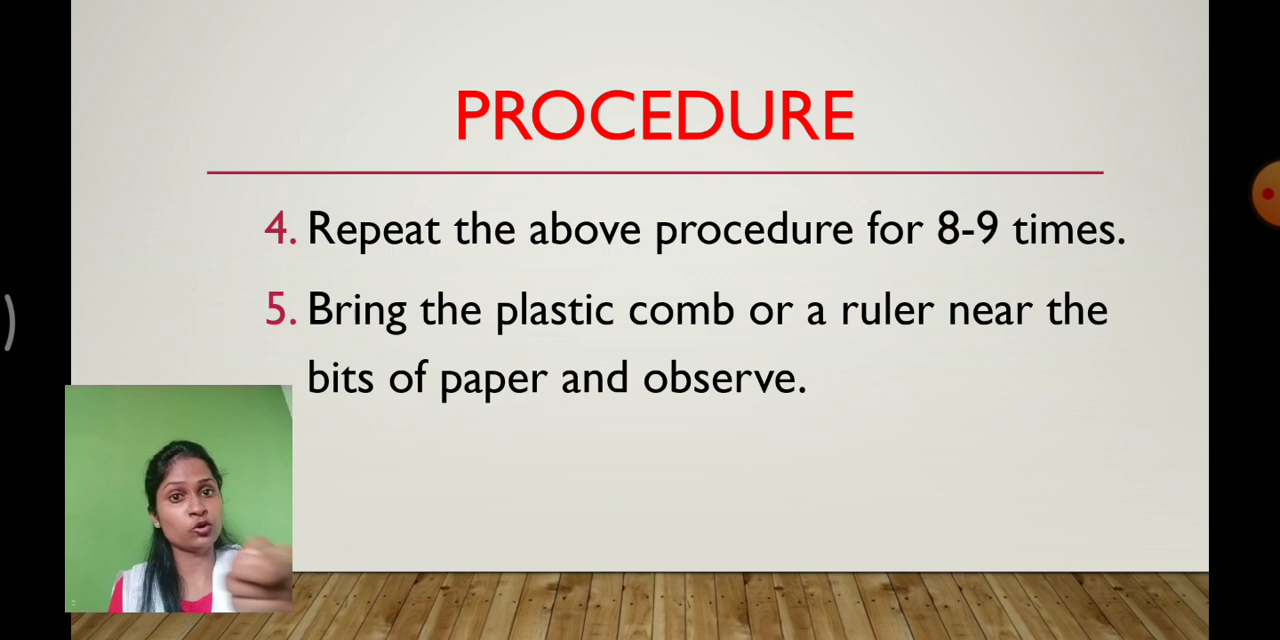 PROCEDURE
4. Repeat the above procedure for 8-9 times.
5. Bring the plastic comb or a ruler near the
bits of paper and observe.